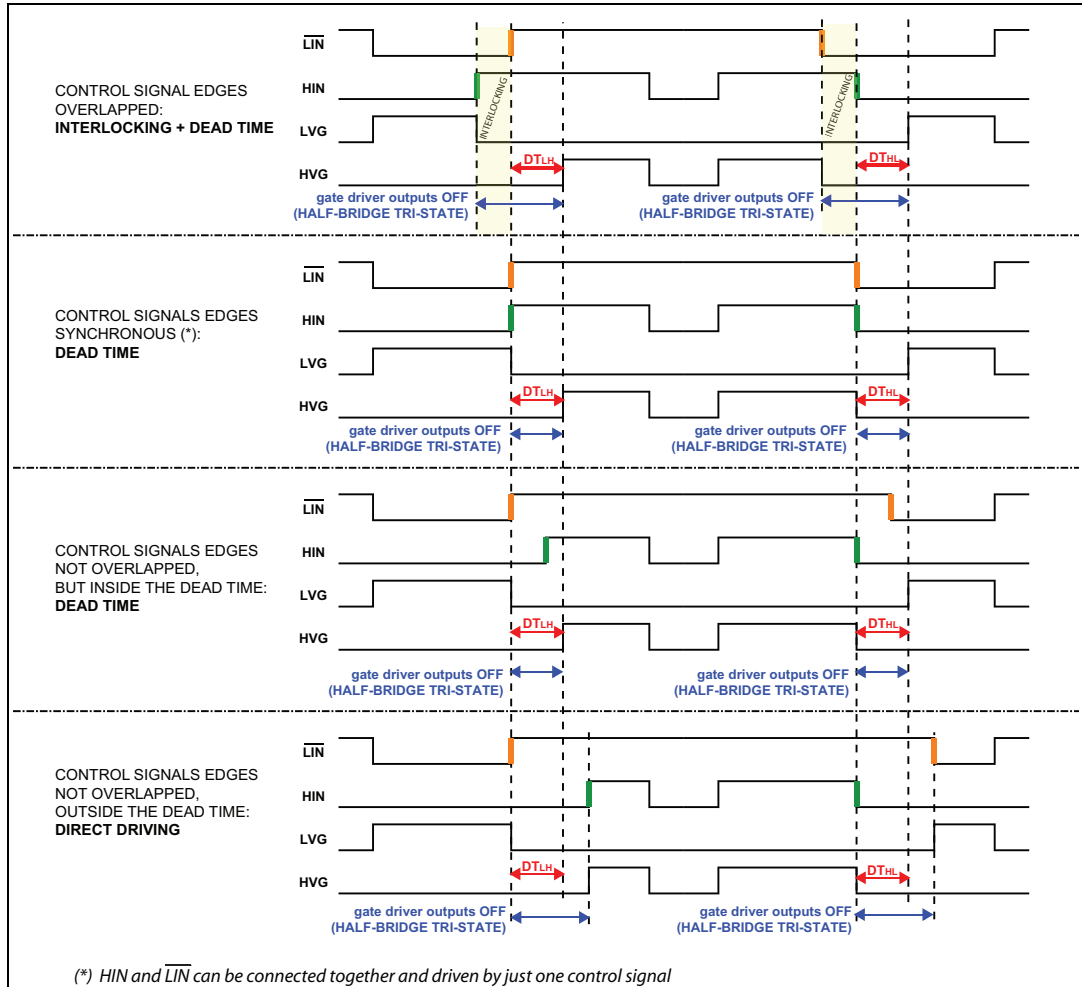 CONTROL SIGNAL EDGES
OVERLAPPED:
INTERLOCKING + DEAD TIME
LIN
HIN
LVG
HVG
INTERLOCKING
INTERLOCKING
DTLH
DTHL
gate driver outputs OFF
(HALF-BRIDGE TRI-STATE)
gate driver outputs OFF
(HALF-BRIDGE TRI-STATE)
CONTROL SIGNALS EDGES
SYNCHRONOUS (*):
DEAD TIME
LIN
HIN
LVG
HVG
DTLH
DTHL
gate driver outputs OFF
(HALF-BRIDGE TRI-STATE)
gate driver outputs OFF
(HALF-BRIDGE TRI-STATE)
CONTROL SIGNALS EDGES
NOT OVERLAPPED,
BUT INSIDE THE DEAD TIME:
DEAD TIME
LIN
HIN
LVG
HVG
DTLH
DTHL
gate driver outputs OFF
(HALF-BRIDGE TRI-STATE)
gate driver outputs OFF
(HALF-BRIDGE TRI-STATE)
CONTROL SIGNALS EDGES
NOT OVERLAPPED,
OUTSIDE THE DEAD TIME:
DIRECT DRIVING
LIN
HIN
LVG
HVG
DTLH
DTHL
gate driver outputs OFF
(HALF-BRIDGE TRI-STATE)
gate driver outputs OFF
(HALF-BRIDGE TRI-STATE)
(*) HIN and LIN can be connected together and driven by just one control signal